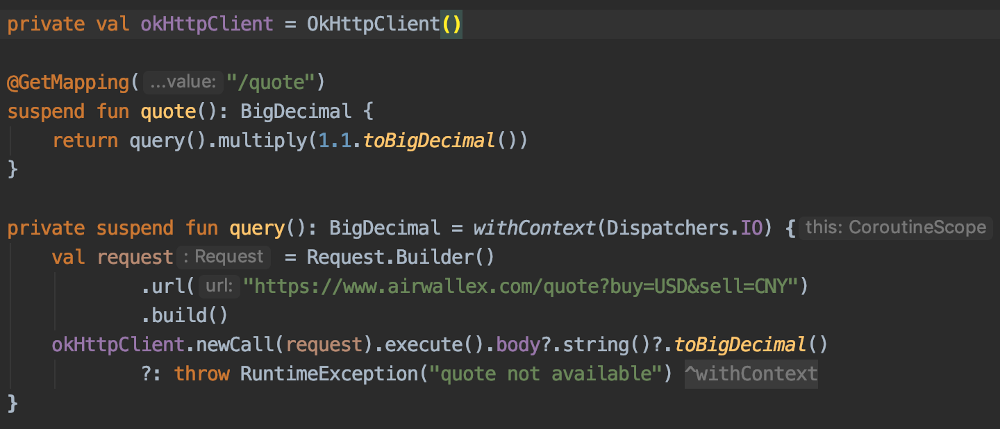 private val okHttpClient = OkHttpClient()
@GetMapping( ...value: "/quote")
suspend fun quote(): BigDecimal {
    return query().multiply(1.1.toBigDecimal())
}
private suspend fun query(): BigDecimal = withContext(Dispatchers.IO) { this: CoroutineScope
    val request : Request = Request.Builder()
            .url( url: "https://www.airwallex.com/quote?buy=USD&sell=CNY")
            .build()
    okHttpClient.newCall(request).execute().body?.string()?.toBigDecimal()
            ?: throw RuntimeException("quote not available") ^withContext
}